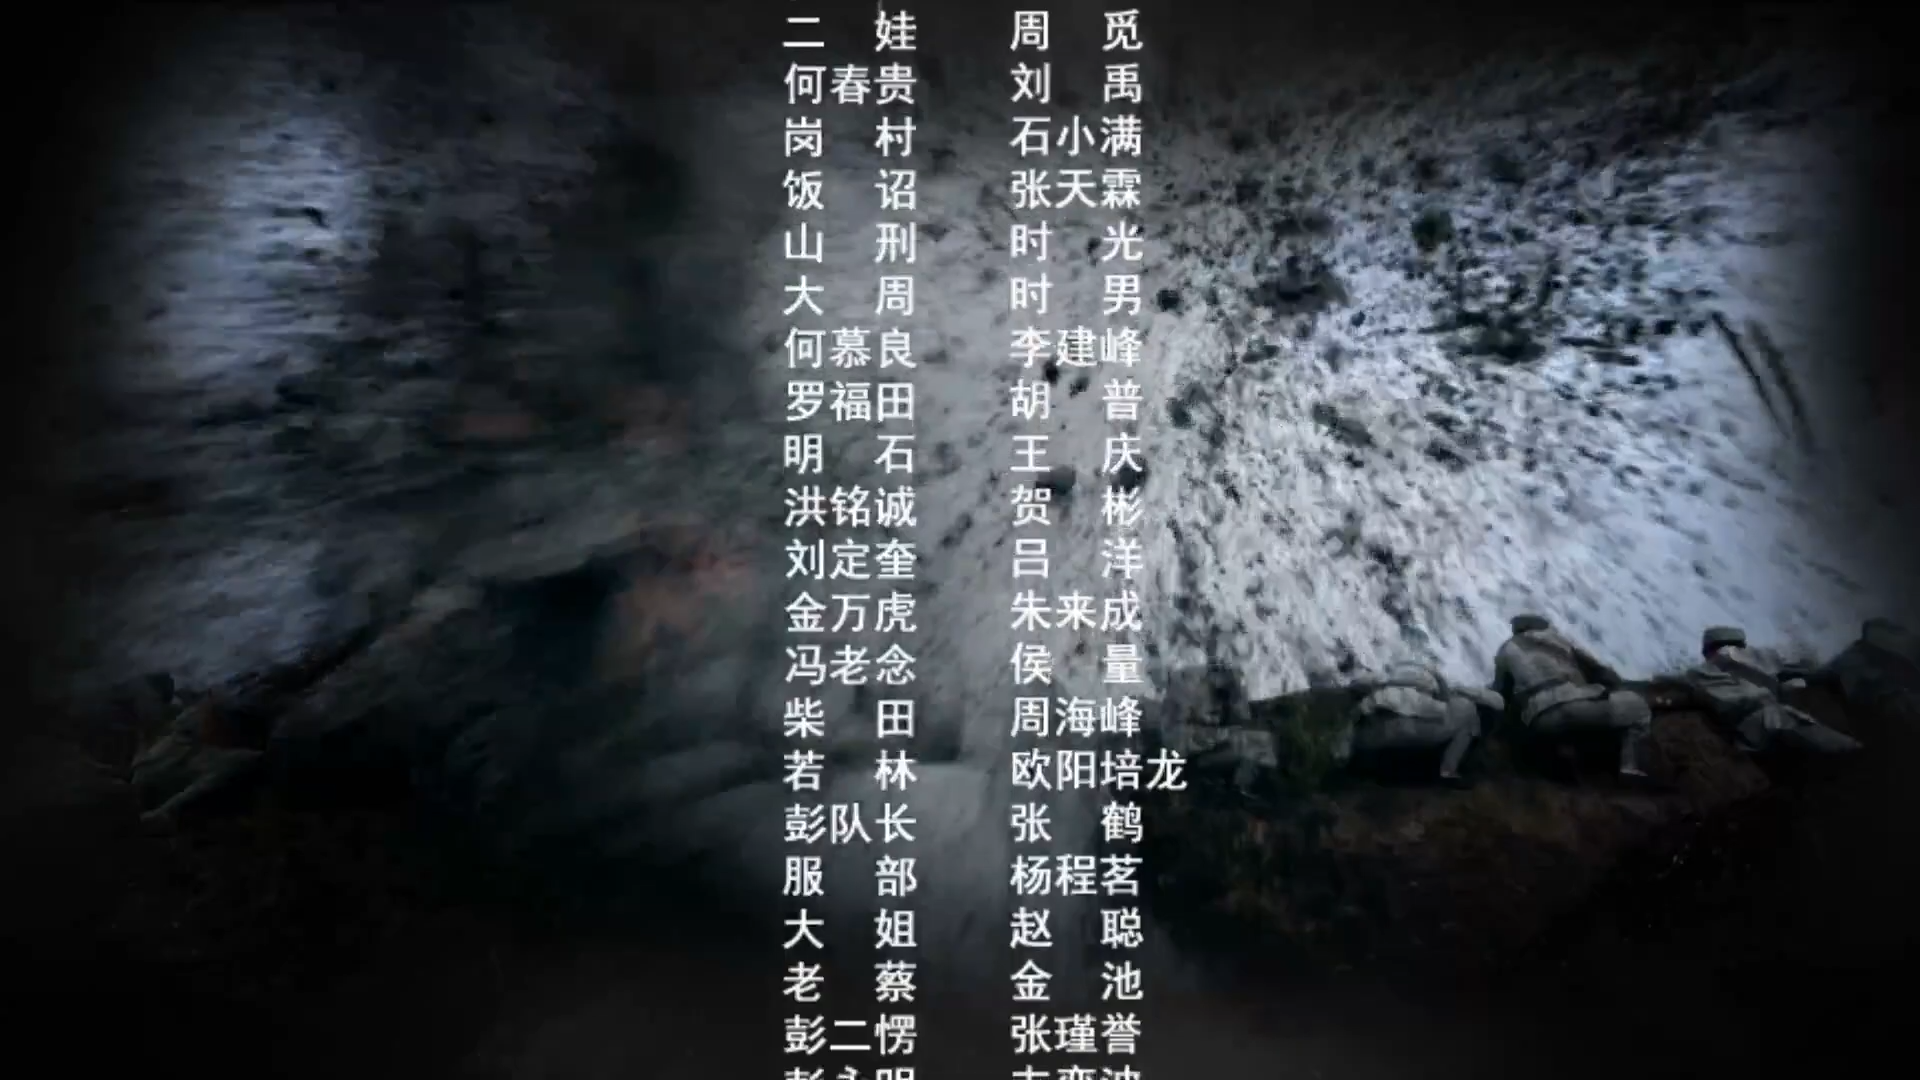 二娃 周觅
何春贵 刘禹
岗村 石小满
饭诏 张天霖
山刑 时光
大周 时男
何慕良 李建峰
罗福田 胡普
明石 王庆
洪铭诚 贺彬
刘定奎 吕洋
金万虎 朱来成
冯老念 侯量
柴田 周海峰
若林 欧阳培龙
彭队长 张鹤
服部 杨程茗
大姐 赵聪
老蔡 金池
彭二愣 张瑾誉